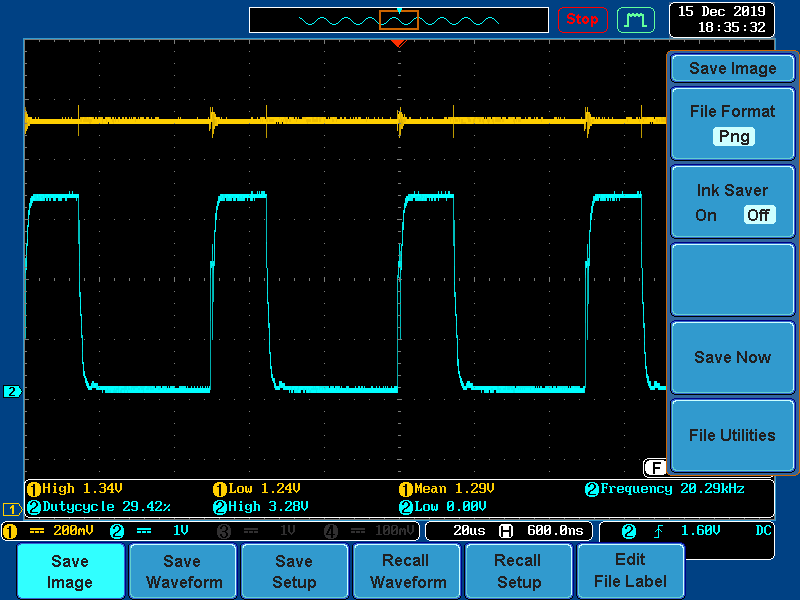 Stop
15 Dec 2019
18:35:32
Save Image
File Format
Png
Ink Saver
On Off
Save Now
File Utilities
2
F
1 High 1.34V 1 Low 1.24V 1 Mean 1.29V 2 Frequency 20.29kHz
1 2 Dutycycle 29.42% 2 High 3.28V 2 Low 0.00V
1 200mV 2 1V 3 1V 4 100mV 20us H 600.0ns 2 1.60V DC
Save Image
Save Waveform
Save Setup
Recall Waveform
Recall Setup
Edit File Label